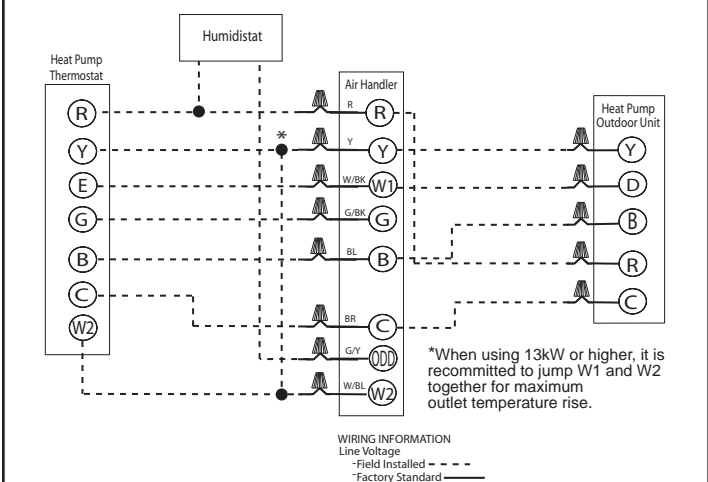 Humidistat
Heat Pump
Thermostat
Air Handler
Heat Pump
Outdoor Unit
R
R
R
Y
*
Y
Y
Y
E
W/BK
W1
D
G
G/BK
G
B
B
BL
B
R
C
BR
C
C
W2
G/Y
ODD
W/BL
W2
*When using 13kW or higher, it is
recommitted to jump W1 and W2
together for maximum
outlet temperature rise.
WIRING INFORMATION
Line Voltage
-Field Installed
-Factory Standard